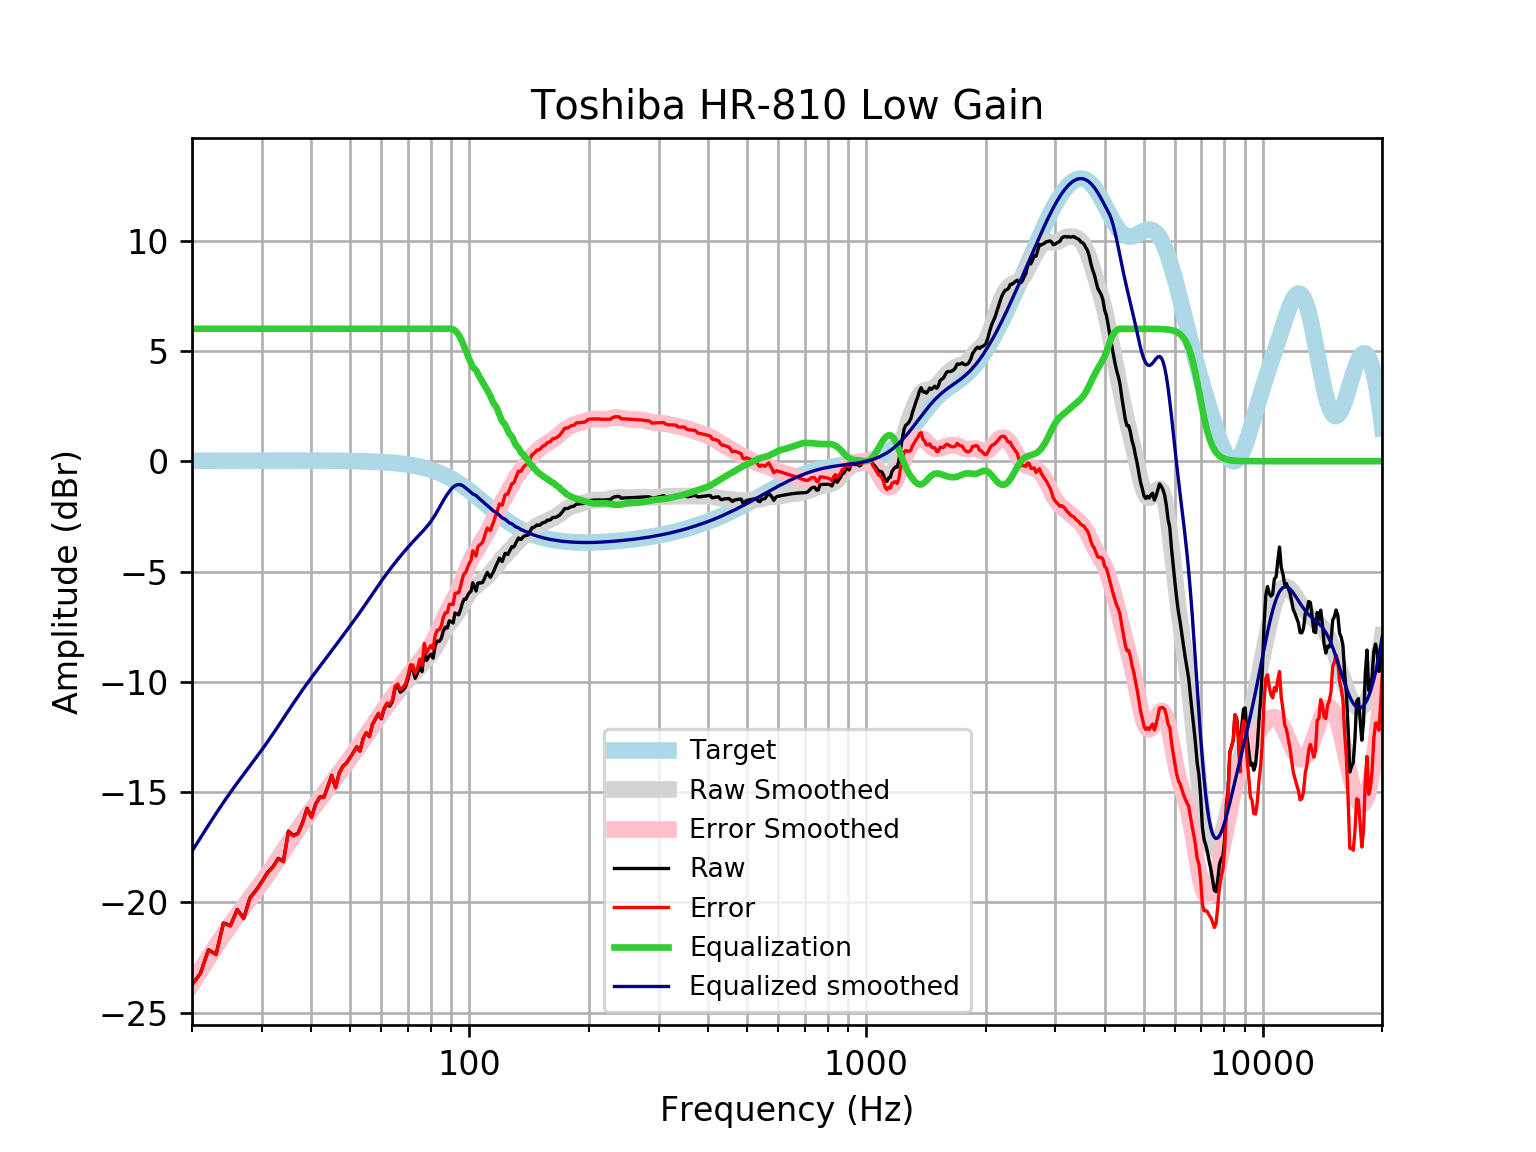 Toshiba HR-810 Low Gain
Amplitude (dBr)
10
5
0
−5
−10
−15
−20
−25
Target
Raw Smoothed
Error Smoothed
Raw
Error
Equalization
Equalized smoothed
100
1000
10000
Frequency (Hz)